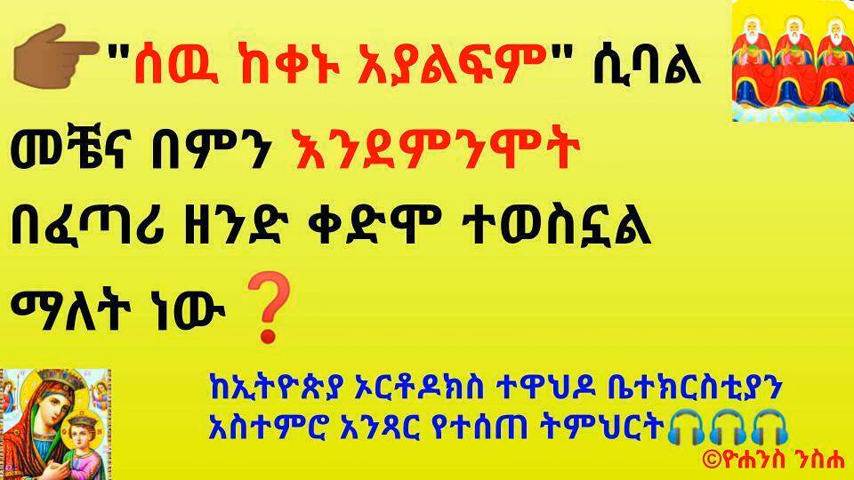 "ሰዉ ከቀኑ አያልፍም" ሲባል
መቼና በምን እንደምንሞት
በፈጣሪ ዘንድ ቀድሞ ተወስኗል
ማለት ነው ❓
ከኢትዮጵያ ኦርቶዶክስ ተዋህዶ ቤተክርስቲያን
አስተምሮ አንጻር የተሰጠ ትምህርት🎧🎧🎧
©ዮሐንስ ንስሐ